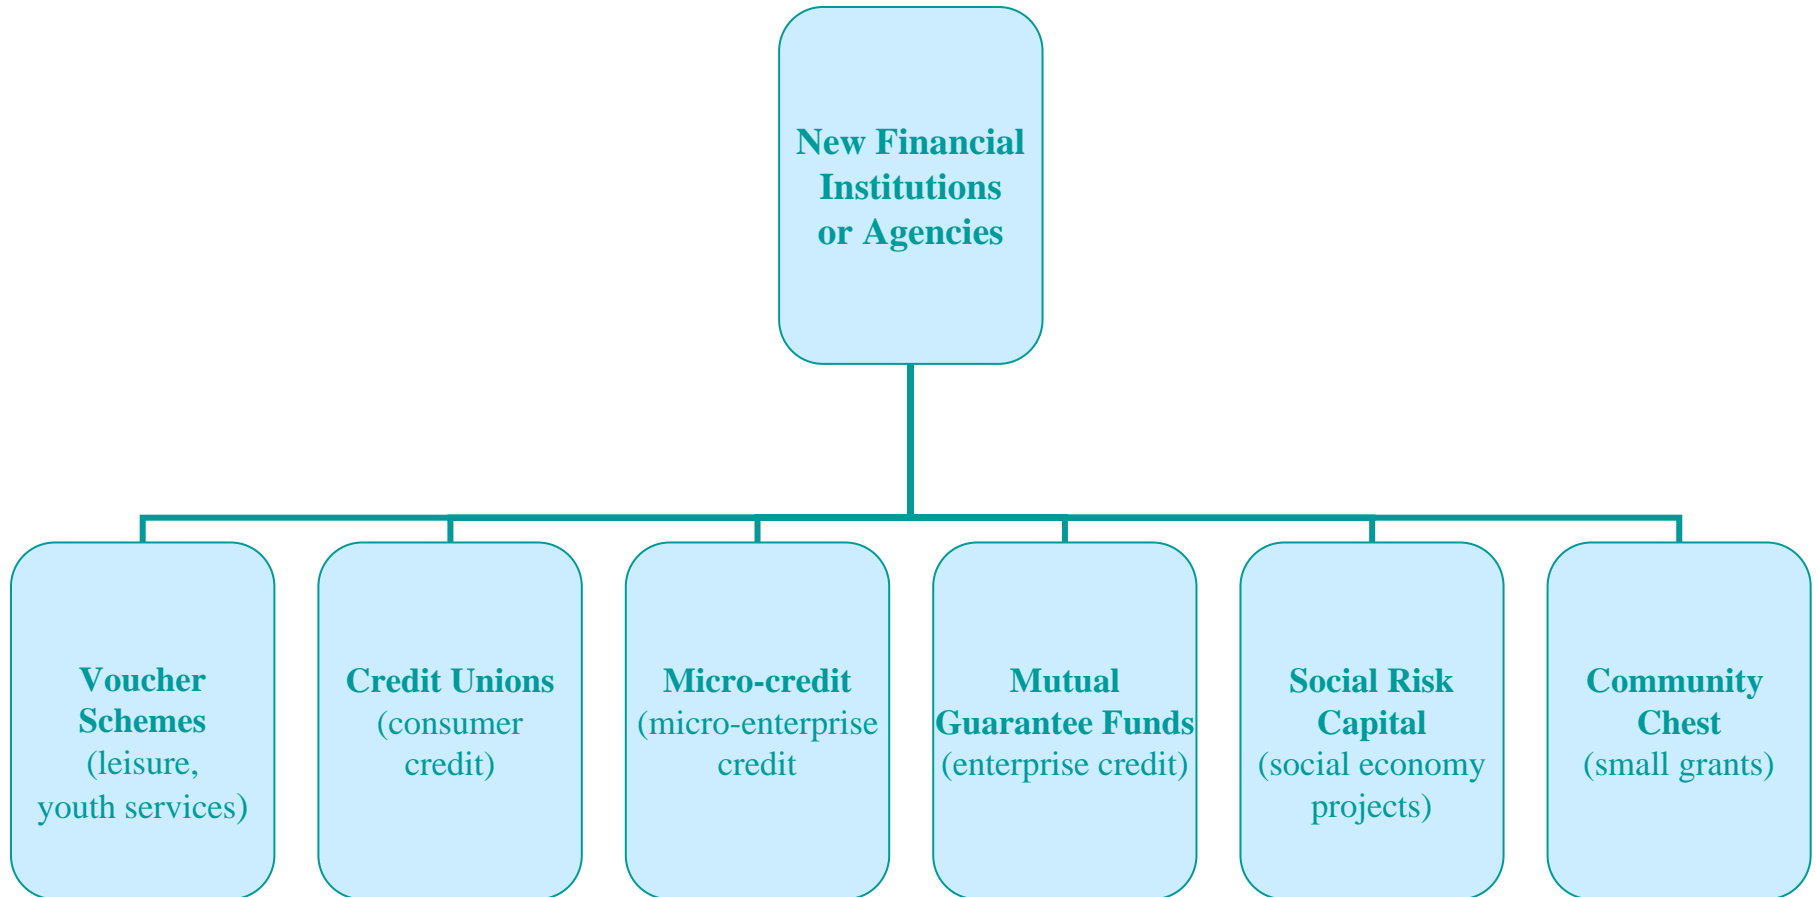 New Financial
Institutions
or Agencies
Voucher
Schemes
(leisure,
youth services)
Credit Unions
(consumer
credit)
Micro-credit
(micro-enterprise
credit
Mutual
Guarantee Funds
(enterprise credit)
Social Risk
Capital
(social economy
projects)
Community
Chest
(small grants)